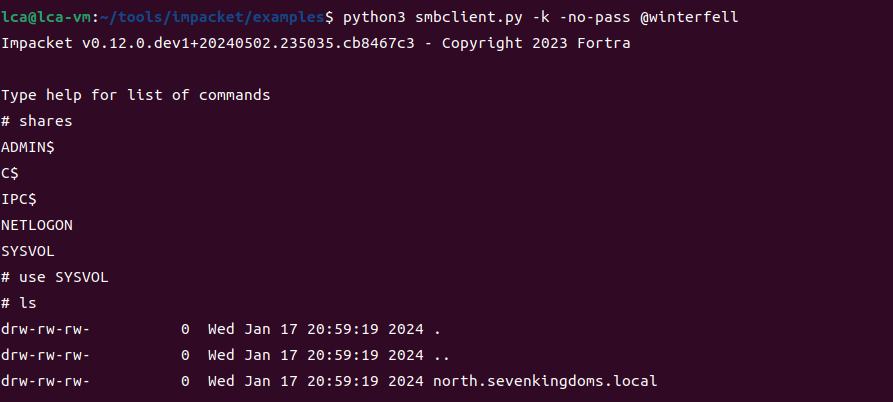 lca@lca-vm:~/tools/impacket/examples$ python3 smbclient.py -k -no-pass @winterfell
Impacket v0.12.0.dev1+20240502.235035.cb8467c3 - Copyright 2023 Fortra

Type help for list of commands
# shares
ADMIN$
C$
IPC$
NETLOGON
SYSVOL
# use SYSVOL
# ls
drw-rw-rw-          0  Wed Jan 17 20:59:19 2024 .
drw-rw-rw-          0  Wed Jan 17 20:59:19 2024 ..
drw-rw-rw-          0  Wed Jan 17 20:59:19 2024 north.sevenkingdoms.local